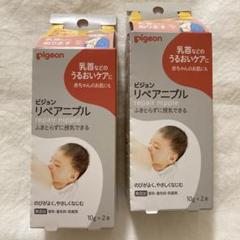 pigeon
乳首などの
うるおいケアに
赤ちゃんのお肌にも
ピジョン
リペアニプル
repair nipple
ふきとらずに授乳できる
のびがよく、やさしくなじむ
10g×2本
pigeon
乳首などの
うるおいケアに
赤ちゃんのお肌にも
ピジョン
リペアニプル
repair nipple
ふきとらずに授乳できる
のびがよく、やさしくなじむ
10g×2本